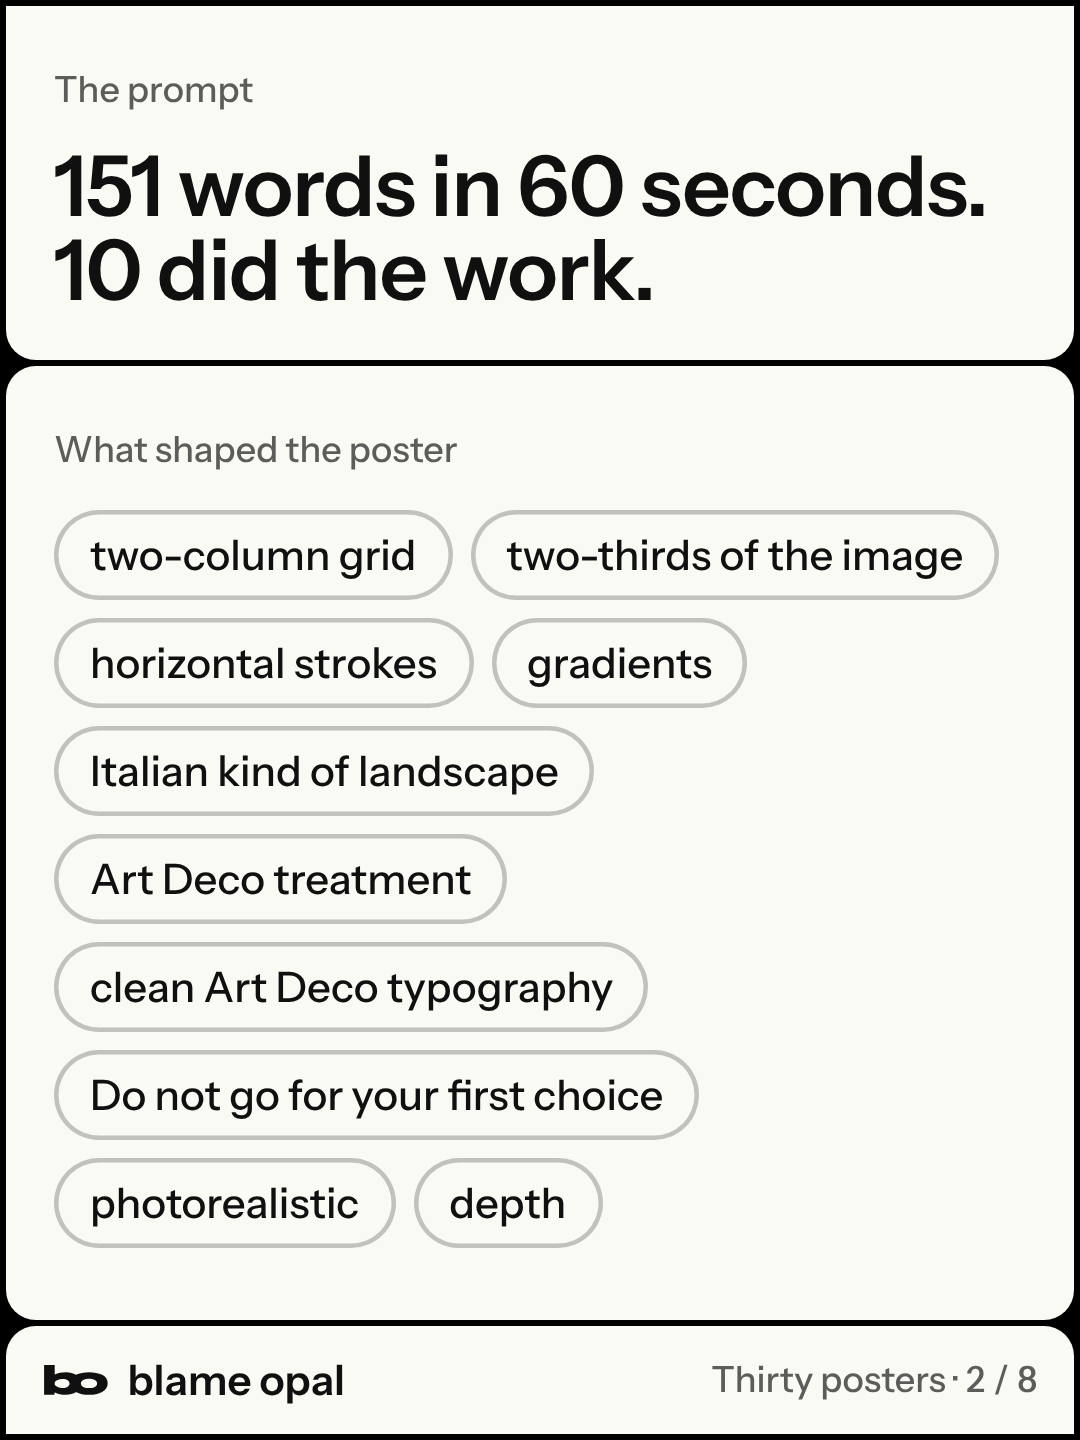 The prompt
151 words in 60 seconds.
10 did the work.
What shaped the poster
two-column grid
two-thirds of the image
horizontal strokes
gradients
Italian kind of landscape
Art Deco treatment
clean Art Deco typography
Do not go for your first choice
photorealistic
depth
bo blame opal
Thirty posters · 2 / 8